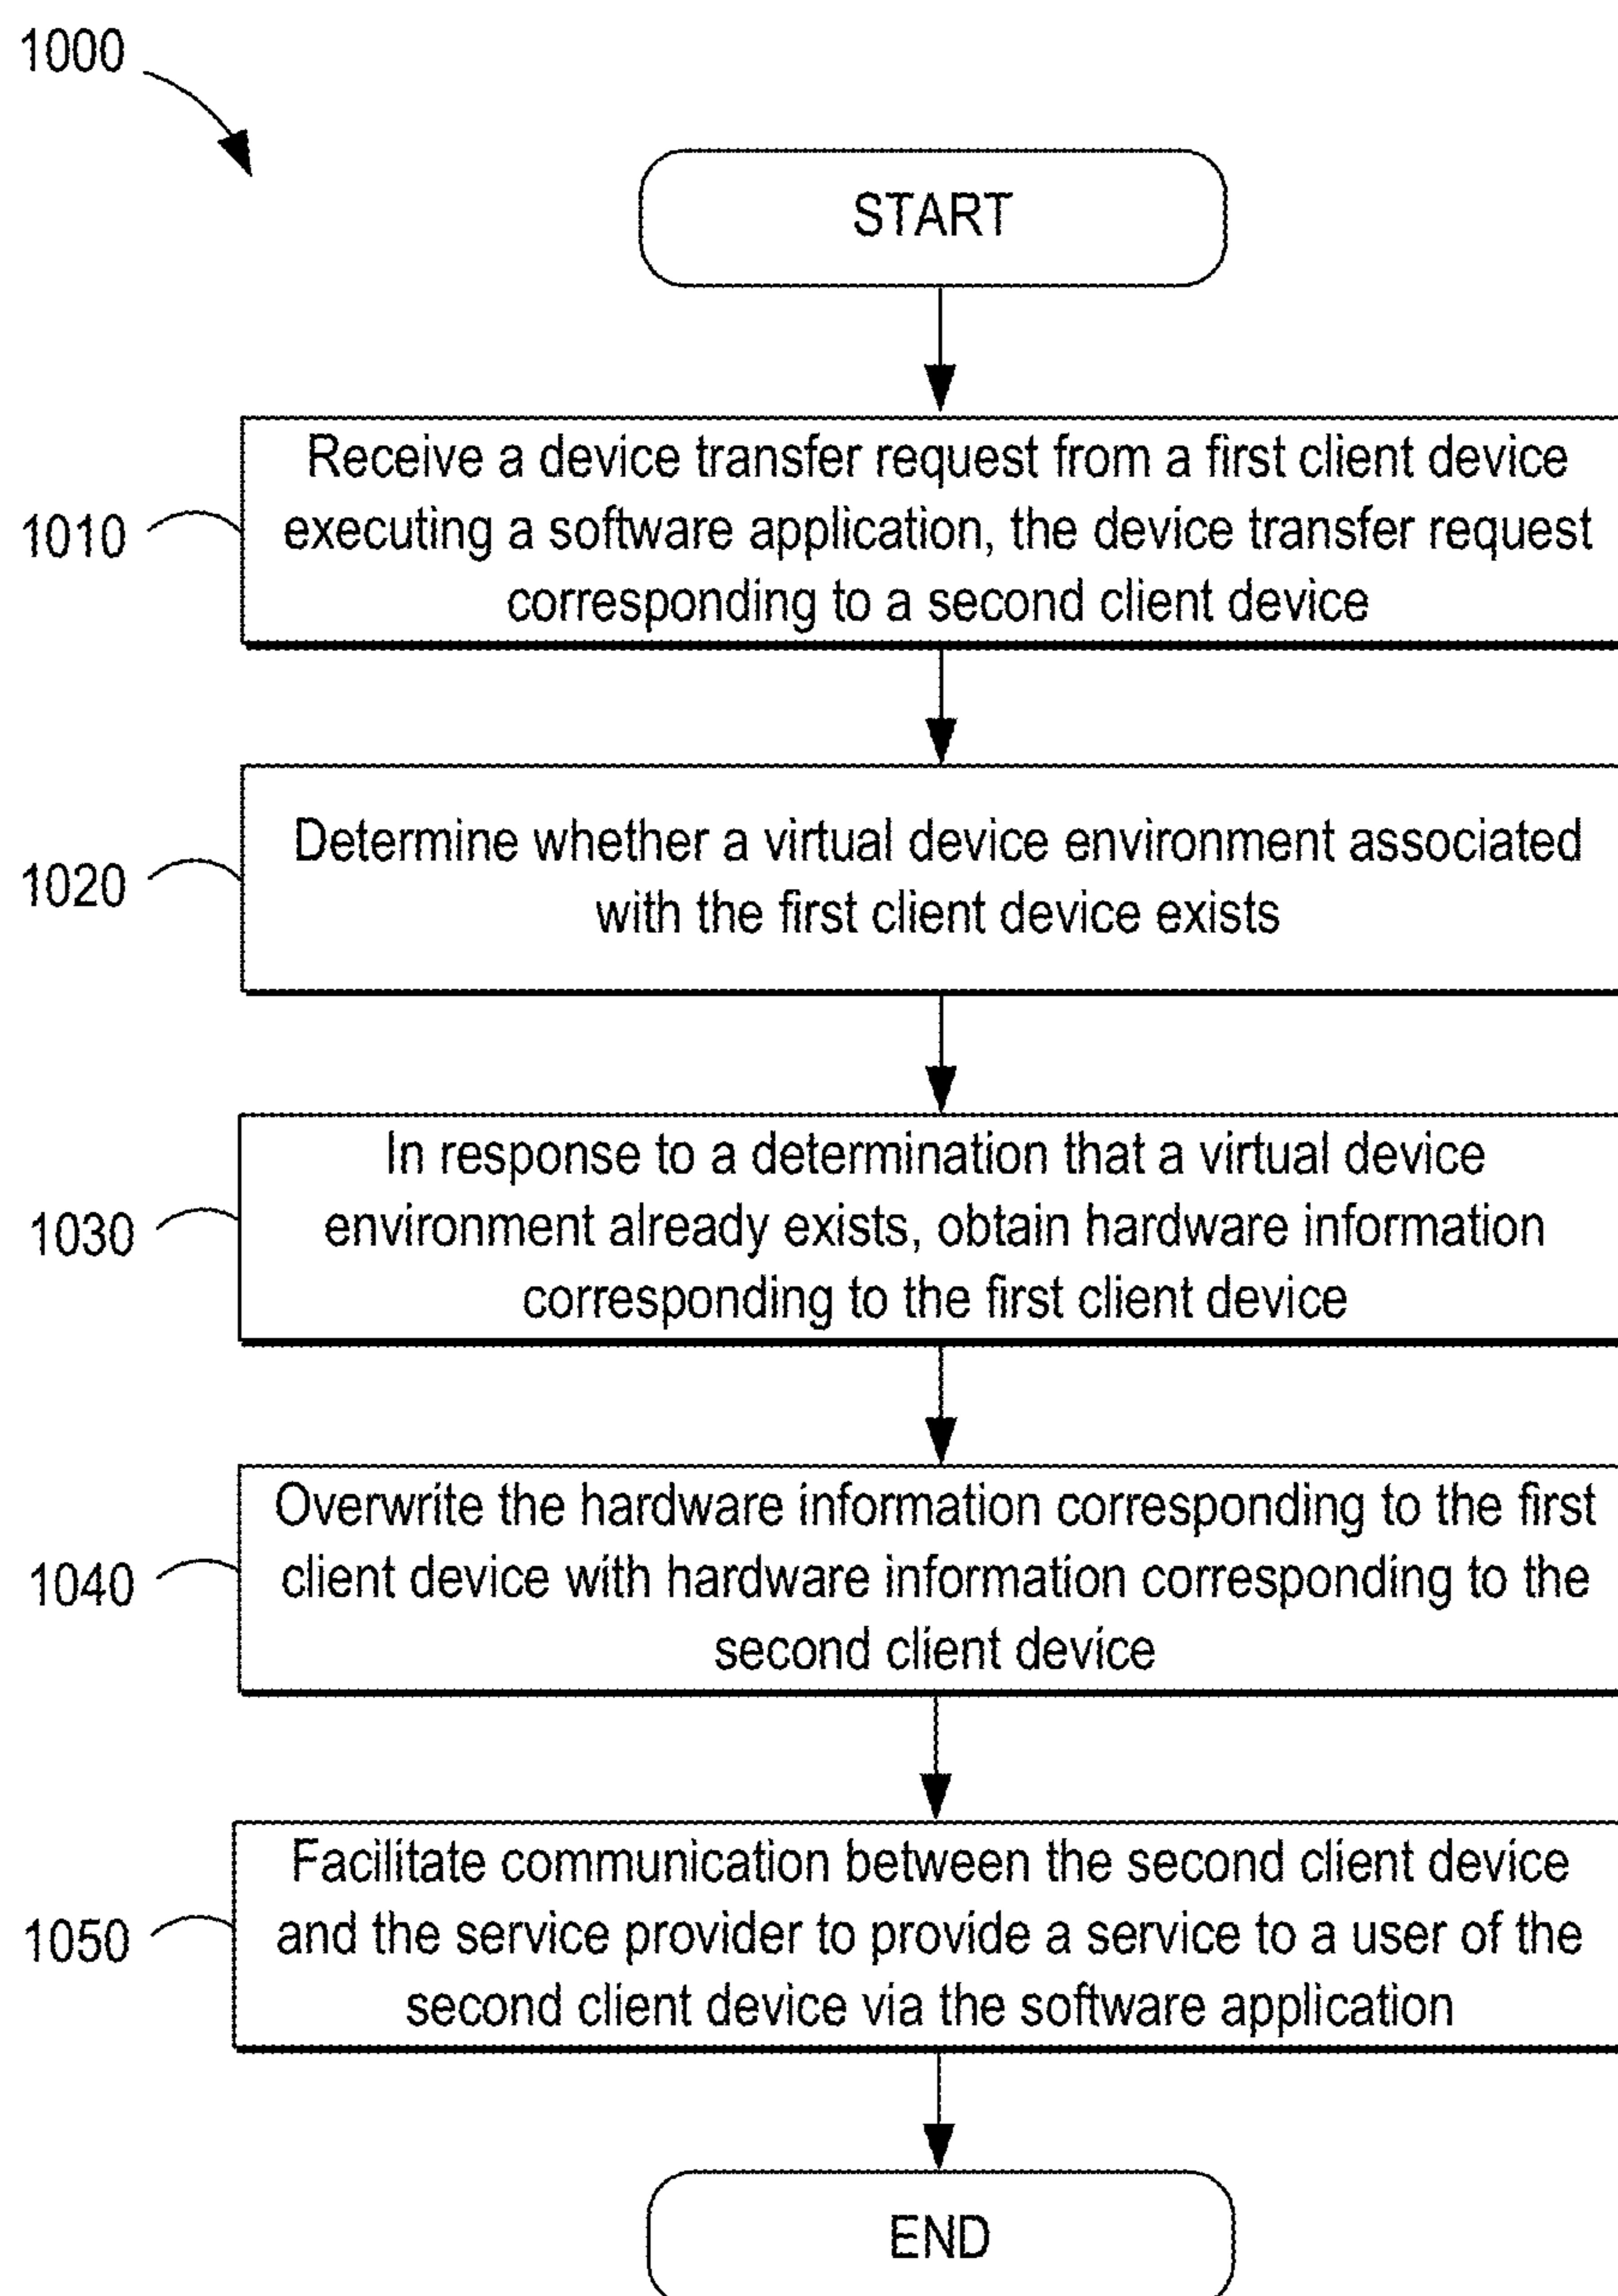 1000
START
1010
Receive a device transfer request from a first client device
executing a software application, the device transfer request
corresponding to a second client device
1020
Determine whether a virtual device environment associated
with the first client device exists
1030
In response to a determination that a virtual device
environment already exists, obtain hardware information
corresponding to the first client device
1040
Overwrite the hardware information corresponding to the first
client device with hardware information corresponding to the
second client device
1050
Facilitate communication between the second client device
and the service provider to provide a service to a user of the
second client device via the software application
END